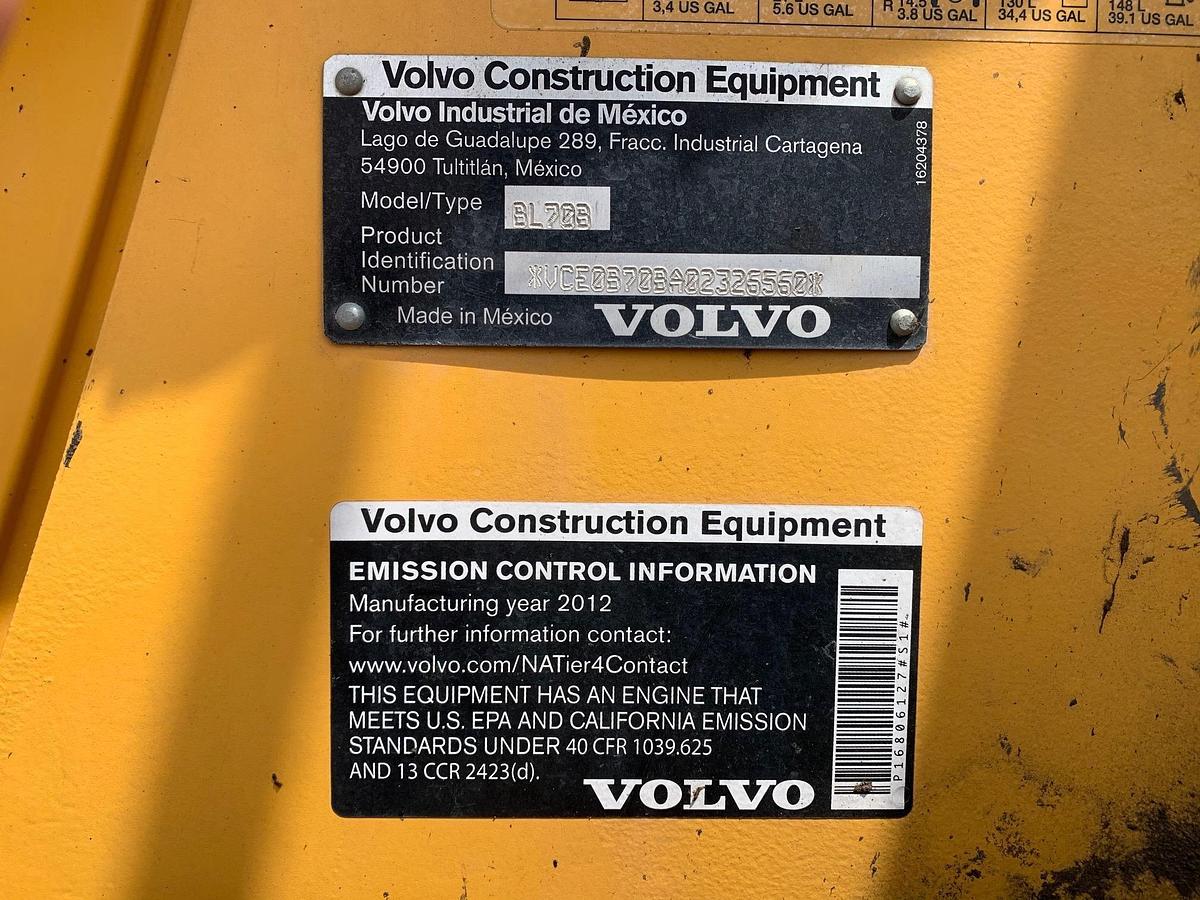 3,4 US GAL
5.6 US GAL
3.8 US GAL
34,4 US GAL
148 L
39.1 US GAL
Volvo Construction Equipment
Volvo Industrial de México
Lago de Guadalupe 289, Fracc. Industrial Cartagena
54900 Tultitlán, México
16204378
Model/Type BL70B
Product
Identification
Number *VCE0B70BA02326560*
Made in México VOLVO
Volvo Construction Equipment
EMISSION CONTROL INFORMATION
Manufacturing year 2012
For further information contact:
www.volvo.com/NATier4Contact
THIS EQUIPMENT HAS AN ENGINE THAT
MEETS U.S. EPA AND CALIFORNIA EMISSION
STANDARDS UNDER 40 CFR 1039.625
AND 13 CCR 2423(d).
VOLVO
P16806127#S1#